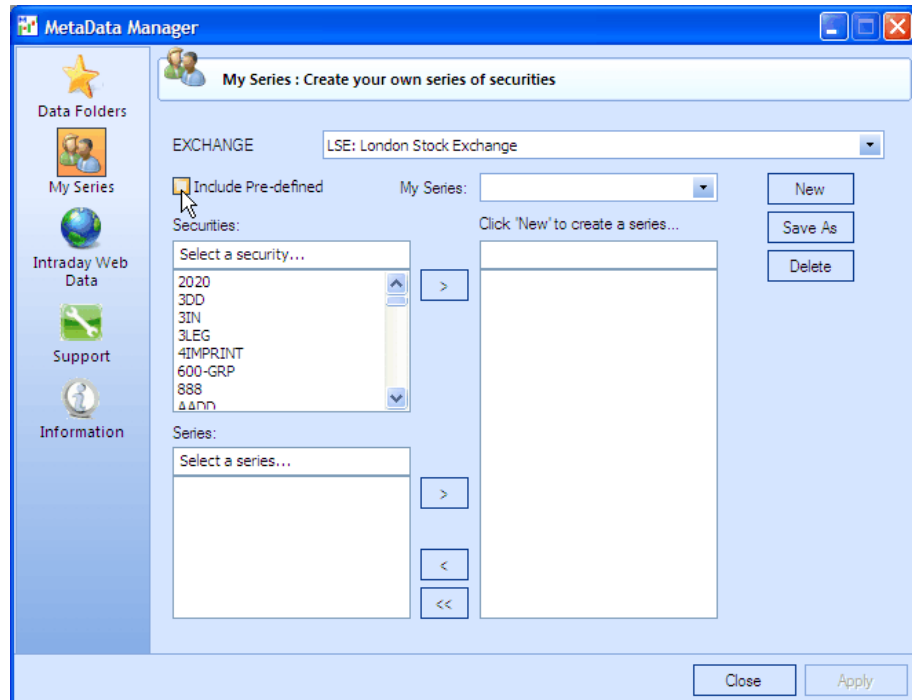 MetaData Manager
Data Folders
My Series
Intraday Web
Data
Support
Information
My Series : Create your own series of securities
EXCHANGE
LSE: London Stock Exchange
Include Pre-defined
My Series:
New
Save As
Delete
Securities:
Select a security...
2020
3DD
3IN
3LEG
4IMPRINT
600-GRP
888
AADD
>
Click 'New' to create a series...
Series:
Select a series...
>
<
<<
Close
Apply